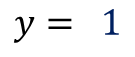 y = 1